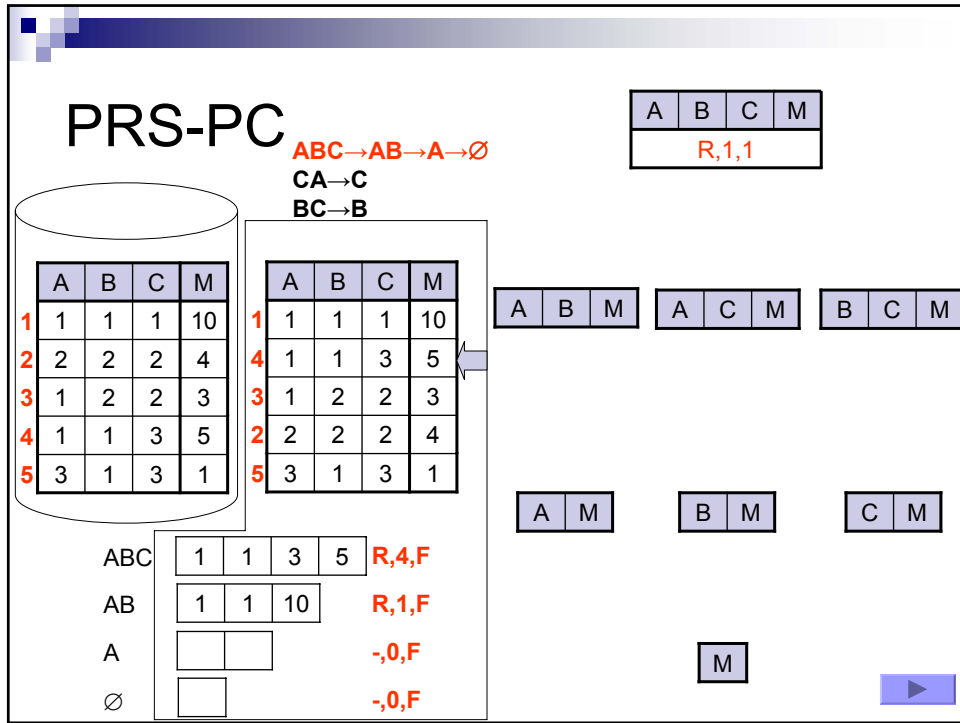 PRS-PC
ABC→AB→A→∅
CA→C
BC→B
A B C M
R,1,1
A B C M
1 1 1 1 10
2 2 2 2 4
3 1 2 2 3
4 1 1 3 5
5 3 1 3 1
A B C M
1 1 1 1 10
4 1 1 3 5
3 1 2 2 3
2 2 2 2 4
5 3 1 3 1
A B M
A C M
B C M
A M
B M
C M
M
ABC 1 1 3 5 R,4,F
AB 1 1 10 R,1,F
A -,0,F
∅ -,0,F